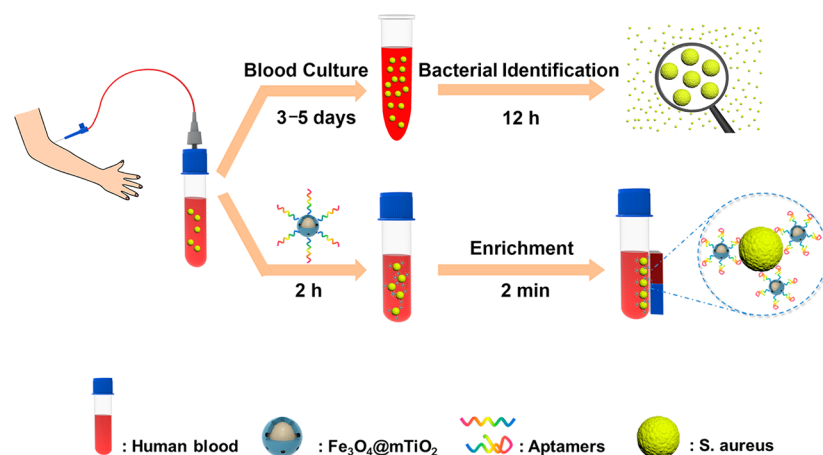 Blood Culture
3–5 days
Bacterial Identification
12 h
2 h
Enrichment
2 min
: Human blood
: Fe₃O₄@mTiO₂
: Aptamers
: S. aureus